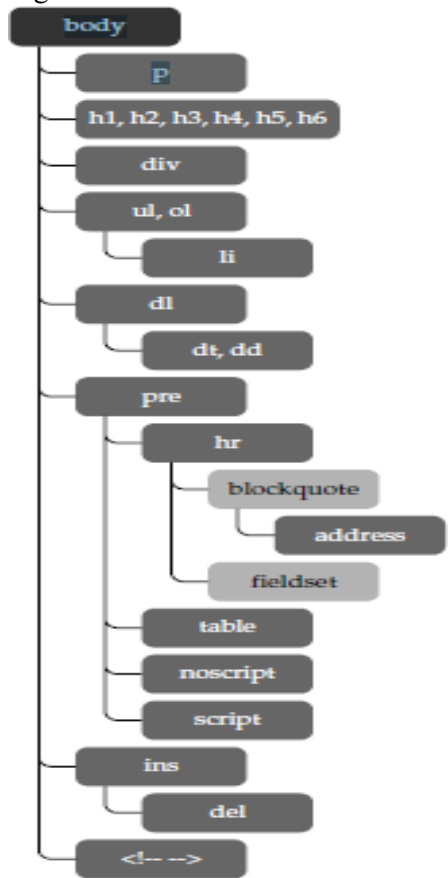 body
p
h1, h2, h3, h4, h5, h6
div
ul, ol
li
dl
dt, dd
pre
hr
blockquote
address
fieldset
table
noscript
script
ins
del
<!-- -->